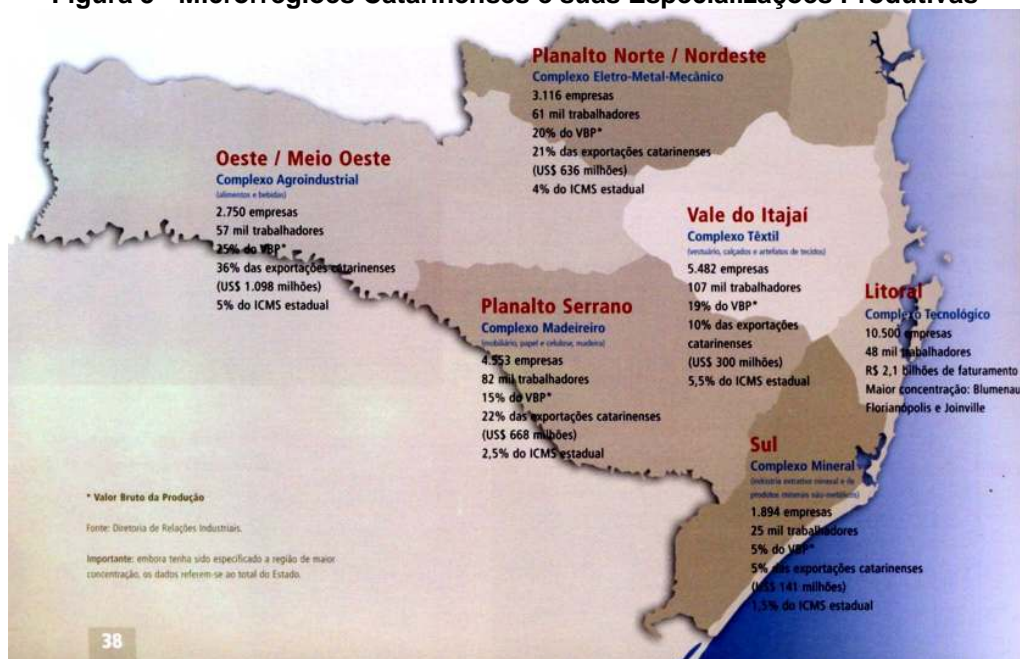 Figura 3 - Microrregiões Catarinenses e suas Especializações Produtivas
Planalto Norte / Nordeste
Complexo Eletro-Metal-Mecânico
3.116 empresas
61 mil trabalhadores
20% do VBP*
21% das exportações catarinenses
(US$ 636 milhões)
4% do ICMS estadual
Oeste / Meio Oeste
Complexo Agroindustrial
(alimentos e bebidas)
2.750 empresas
57 mil trabalhadores
25% do VBP*
36% das exportações catarinenses
(US$ 1.098 milhões)
5% do ICMS estadual
Vale do Itajaí
Complexo Têxtil
(vestuário, calçados e artefatos de tecidos)
5.482 empresas
107 mil trabalhadores
19% do VBP*
10% das exportações
catarinenses
(US$ 300 milhões)
5,5% do ICMS estadual
Planalto Serrano
Complexo Madeireiro
(mobiliário, papel e celulose, madeira)
4.553 empresas
82 mil trabalhadores
15% do VBP*
22% das exportações catarinenses
(US$ 668 milhões)
2,5% do ICMS estadual
Litoral
Complexo Tecnológico
10.500 empresas
48 mil trabalhadores
R$ 2,1 bilhões de faturamento
Maior concentração: Blumenau
Florianópolis e Joinville
Sul
Complexo Mineral
(indústria extrativa mineral e de
produtos minerais não-metálicos)
1.894 empresas
25 mil trabalhadores
5% do VBP*
5% das exportações catarinenses
(US$ 141 milhões)
1,5% do ICMS estadual
* Valor Bruto da Produção
Fonte: Diretoria de Relações Industriais.
Importante: embora tenha sido especificado a região de maior
concentração, os dados referem-se ao total do Estado.
38